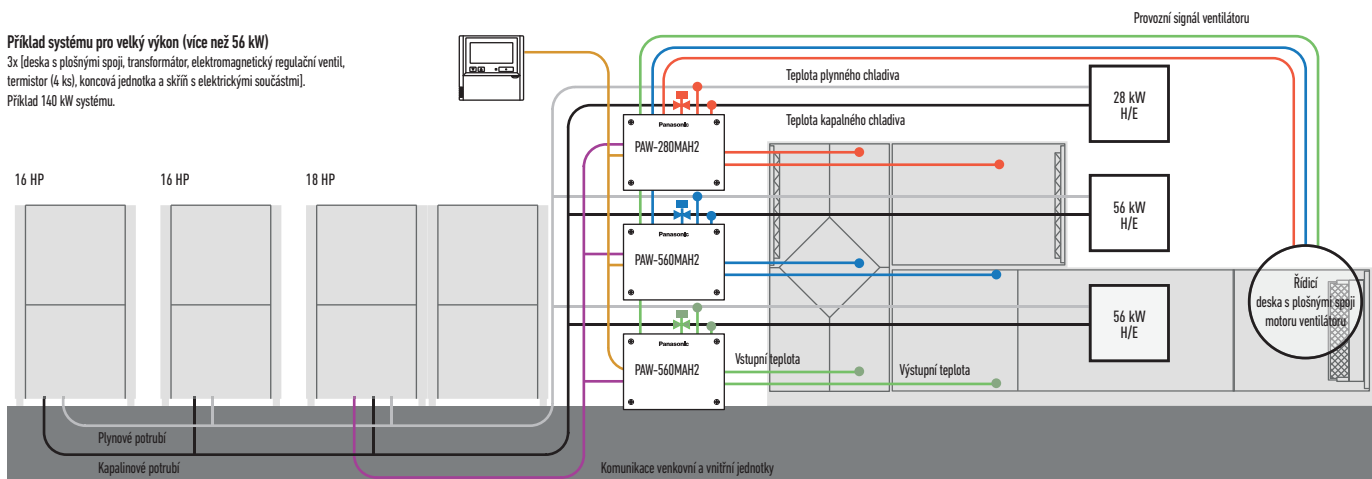 Příklad systému pro velký výkon (více než 56 kW)
3x [deska s plošnými spoji, transformátor, elektromagnetický regulační ventil,
termistor (4 ks), koncová jednotka a skříň s elektrickými součástmi].
Příklad 140 kW systému.
Provozní signál ventilátoru
Teplota plynného chladiva
Teplota kapalného chladiva
28 kW
H/E
Panasonic
PAW-280MAH2
16 HP
16 HP
18 HP
56 kW
H/E
Panasonic
PAW-560MAH2
Řídicí
deska s plošnými spoji
motoru ventilátoru
56 kW
H/E
Panasonic
PAW-560MAH2
Vstupní teplota
Výstupní teplota
Plynové potrubí
Kapalinové potrubí
Komunikace venkovní a vnitřní jednotky